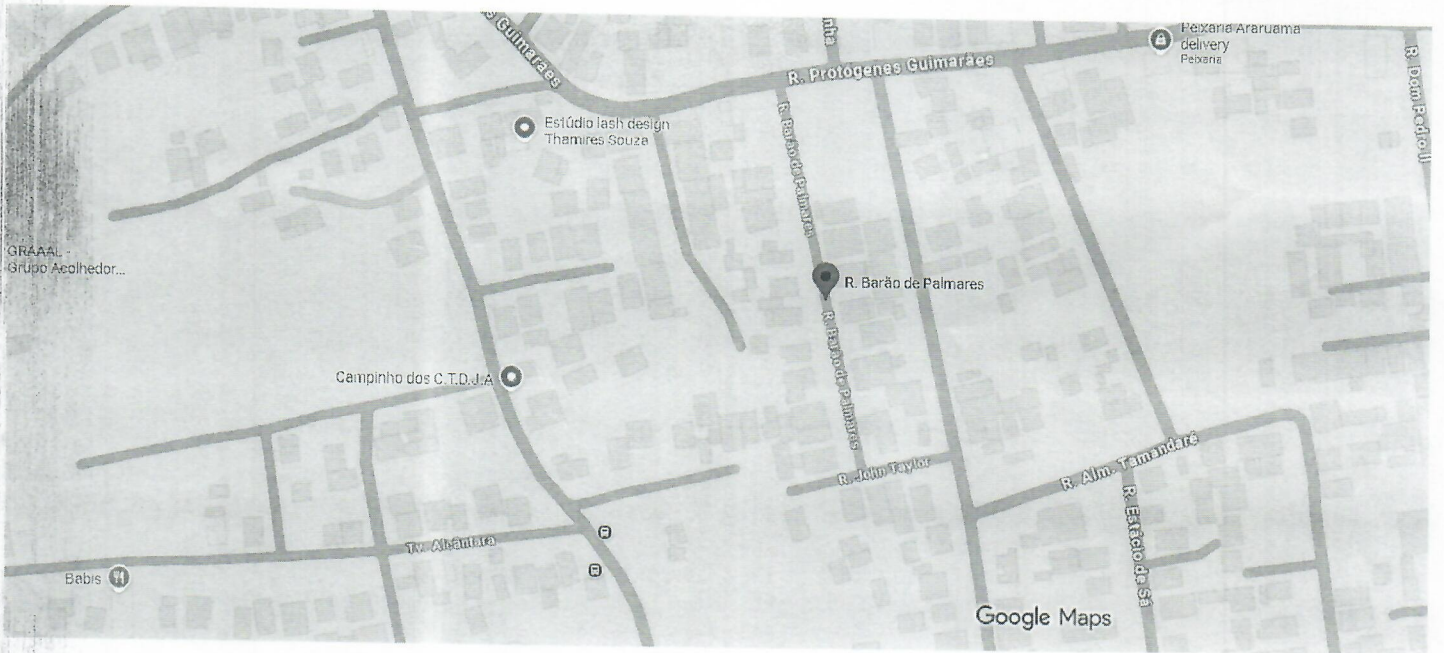 Guimarães
nha
R. Protógenes Guimarães
Peixaria Araruama
delivery
Peixaria
R. Dom Pedro II
Estúdio lash design
Thamires Souza
R. Barão de Palmares
GRAAAL -
Grupo Acolhedor...
R. Barão de Palmares
R. Barão de Palmares
Campinho dos C.T.D.J.A
R. John Taylor
R. Alm. Tamandaré
R. Estácio de Sá
Tv. Alcântara
Babis
Google Maps